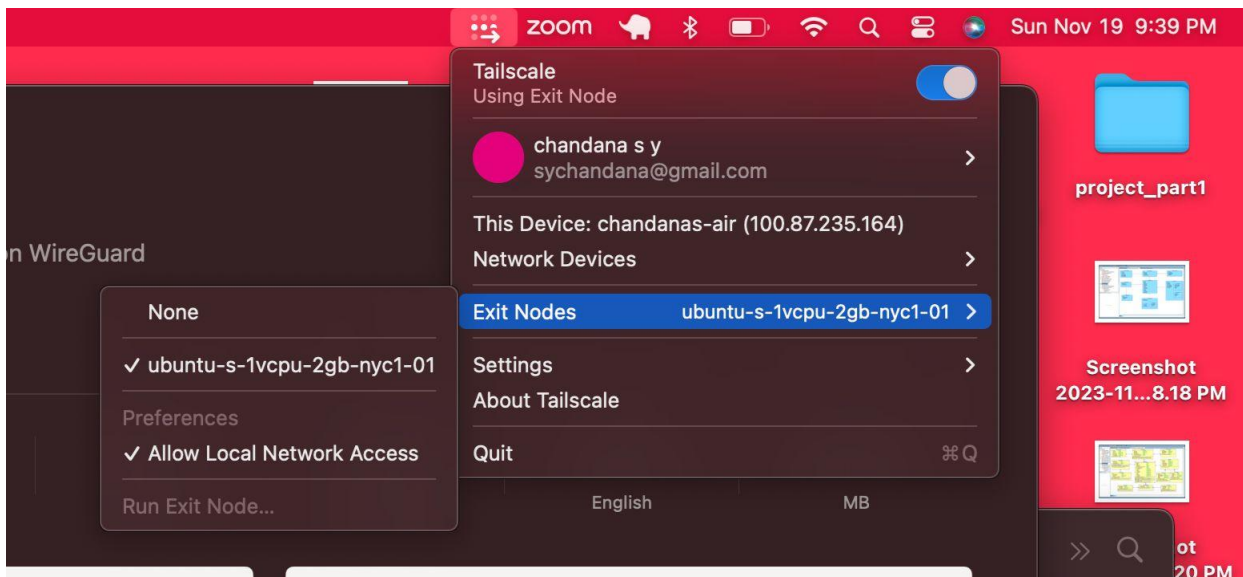 zoom Sun Nov 19 9:39 PM
Tailscale
Using Exit Node
chandana s y
sychandana@gmail.com
This Device: chandanas-air (100.87.235.164)
Network Devices
Exit Nodes ubuntu-s-1vcpu-2gb-nyc1-01
Settings
About Tailscale
Quit ⌘Q
None
✓ ubuntu-s-1vcpu-2gb-nyc1-01
Preferences
✓ Allow Local Network Access
Run Exit Node...
n WireGuard
English MB
project_part1
Screenshot
2023-11...8.18 PM
ot
20 PM